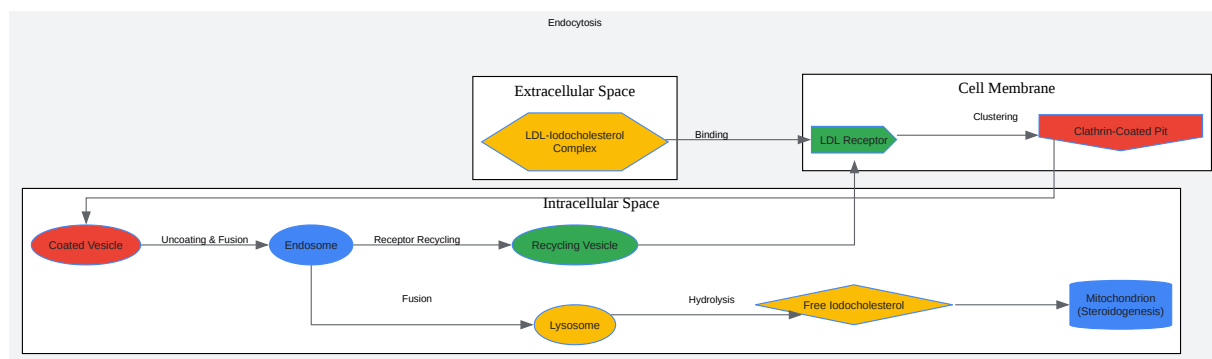 Endocytosis
Extracellular Space
LDL-Iodocholesterol
Complex
Binding
Cell Membrane
LDL Receptor
Clustering
Clathrin-Coated Pit
Intracellular Space
Coated Vesicle
Uncoating & Fusion
Endosome
Receptor Recycling
Recycling Vesicle
Fusion
Lysosome
Hydrolysis
Free Iodocholesterol
Mitochondrion
(Steroidogenesis)